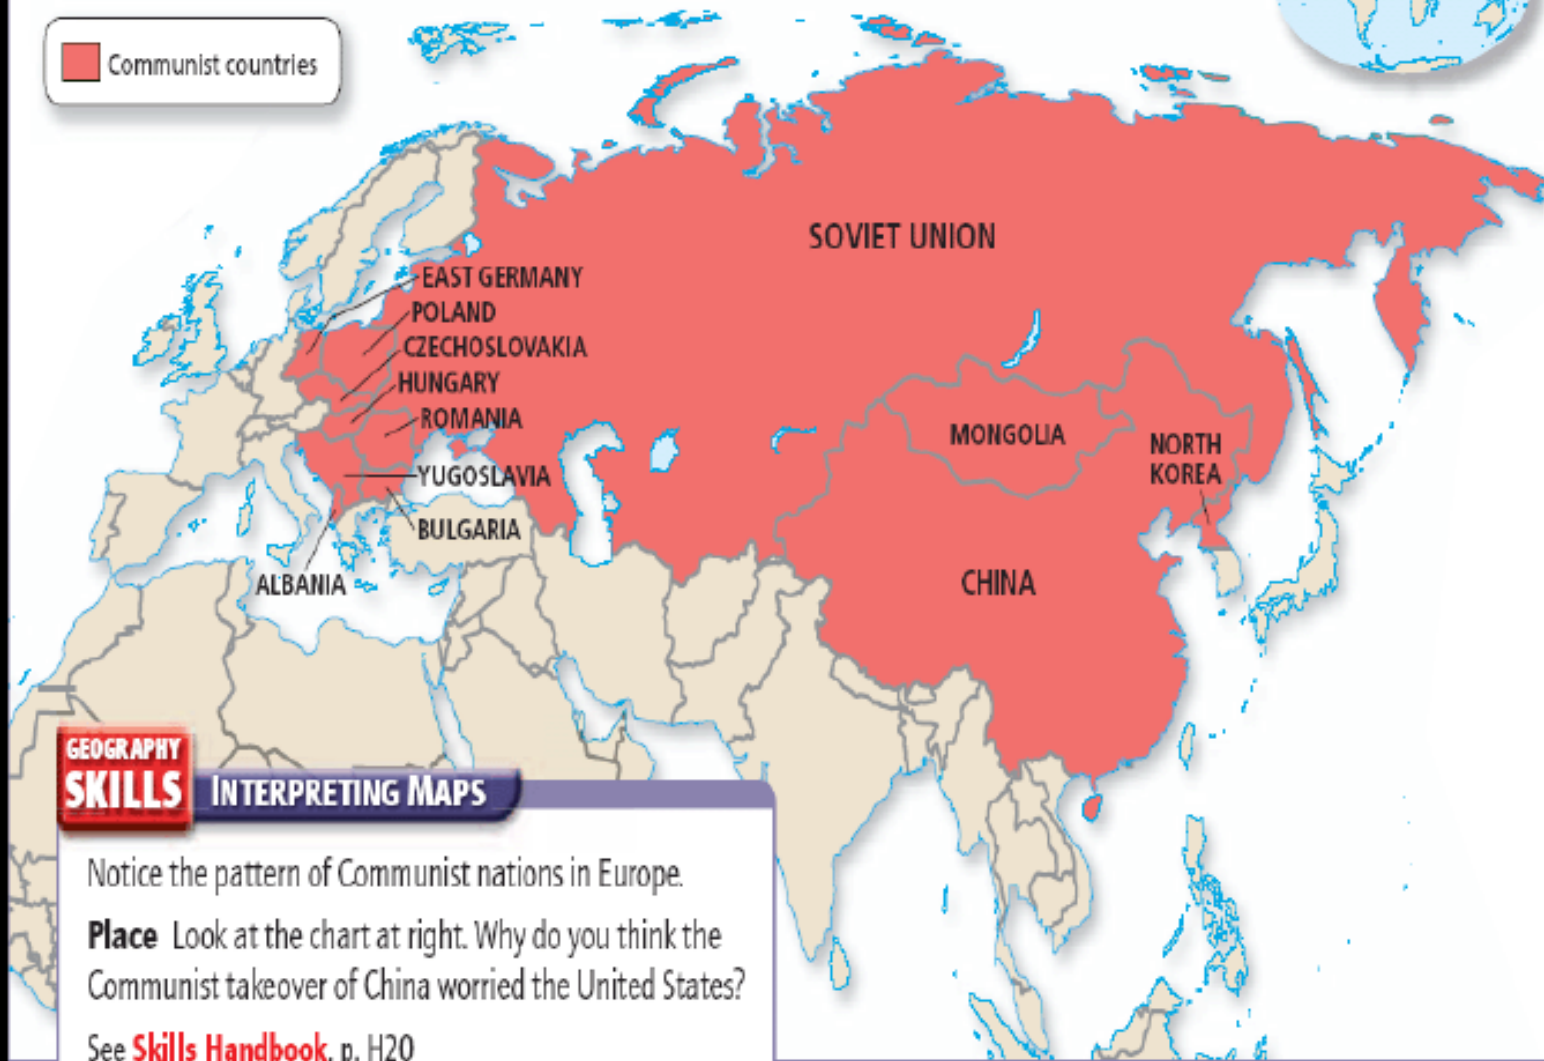 Communist countries
SOVIET UNION
EAST GERMANY
POLAND
CZECHOSLOVAKIA
HUNGARY
ROMANIA
MONGOLIA
NORTH
KOREA
YUGOSLAVIA
BULGARIA
ALBANIA
CHINA
GEOGRAPHY
SKILLS
INTERPRETING MAPS
Notice the pattern of Communist nations in Europe.
Place Look at the chart at right. Why do you think the
Communist takeover of China worried the United States?
See Skills Handbook, p. H20